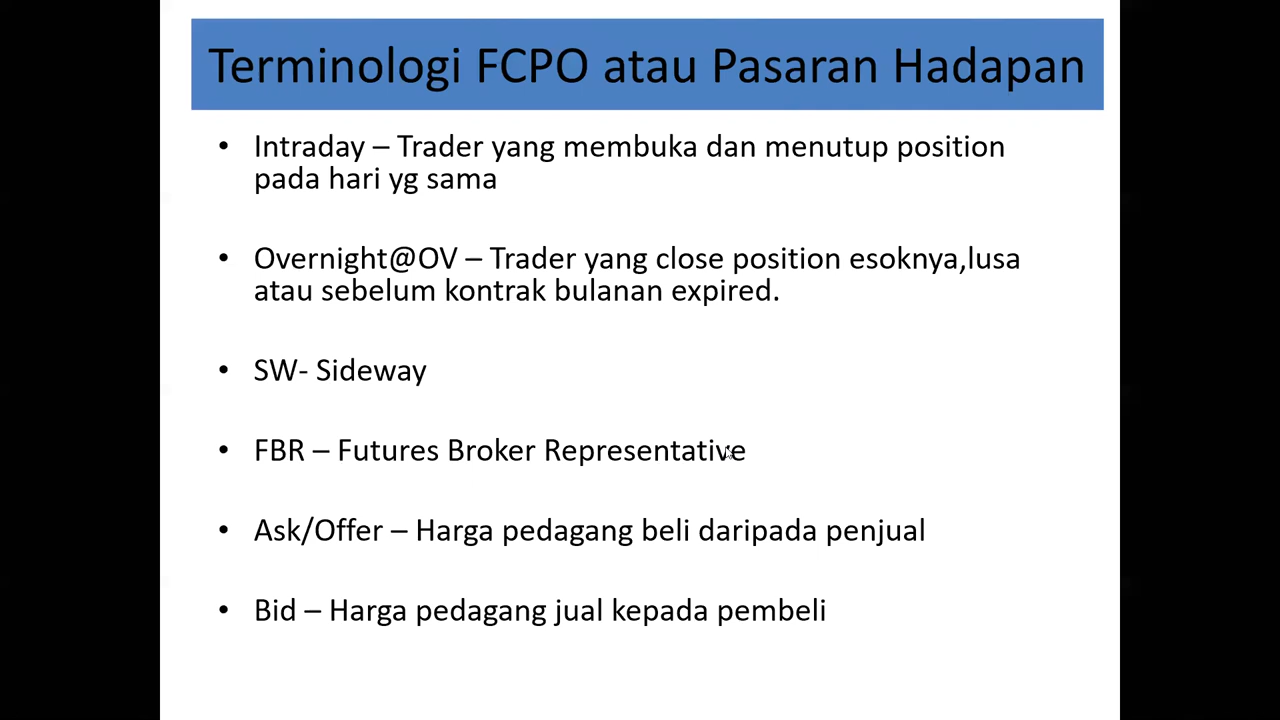 Terminologi FCPO atau Pasaran Hadapan
• Intraday – Trader yang membuka dan menutup position
pada hari yg sama
• Overnight@OV – Trader yang close position esoknya,lusa
atau sebelum kontrak bulanan expired.
• SW- Sideway
• FBR – Futures Broker Representative
• Ask/Offer – Harga pedagang beli daripada penjual
• Bid – Harga pedagang jual kepada pembeli